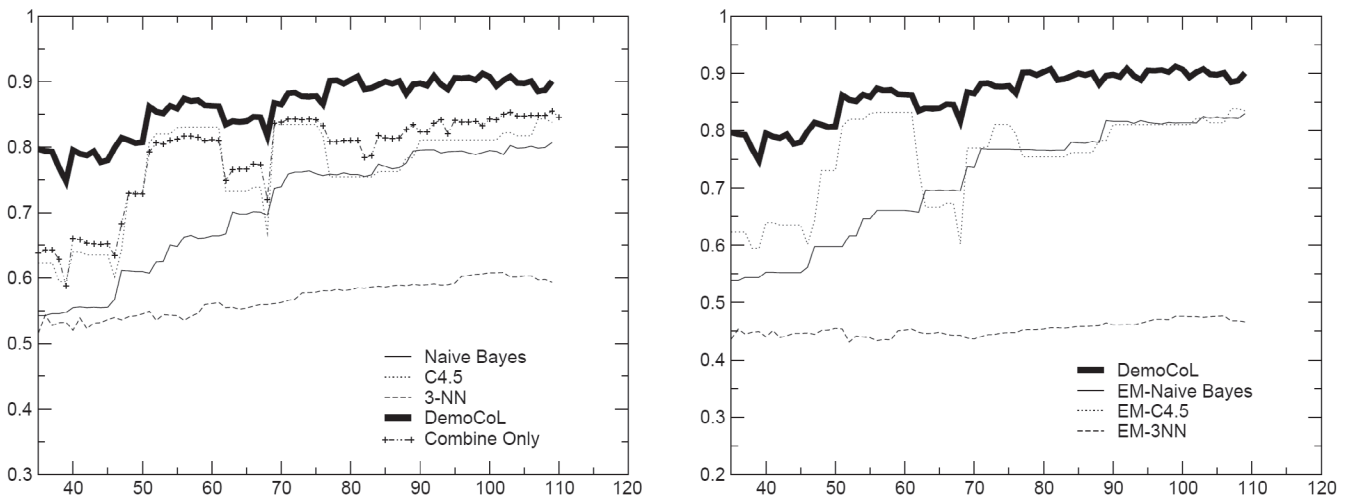 1
0.9
0.8
0.7
0.6
0.5
0.4
0.3
40 50 60 70 80 90 100 110 120
Naive Bayes
C4.5
3-NN
DemoCoL
Combine Only
1
0.9
0.8
0.7
0.6
0.5
0.4
0.3
0.2
40 50 60 70 80 90 100 110 120
DemoCoL
EM-Naive Bayes
EM-C4.5
EM-3NN